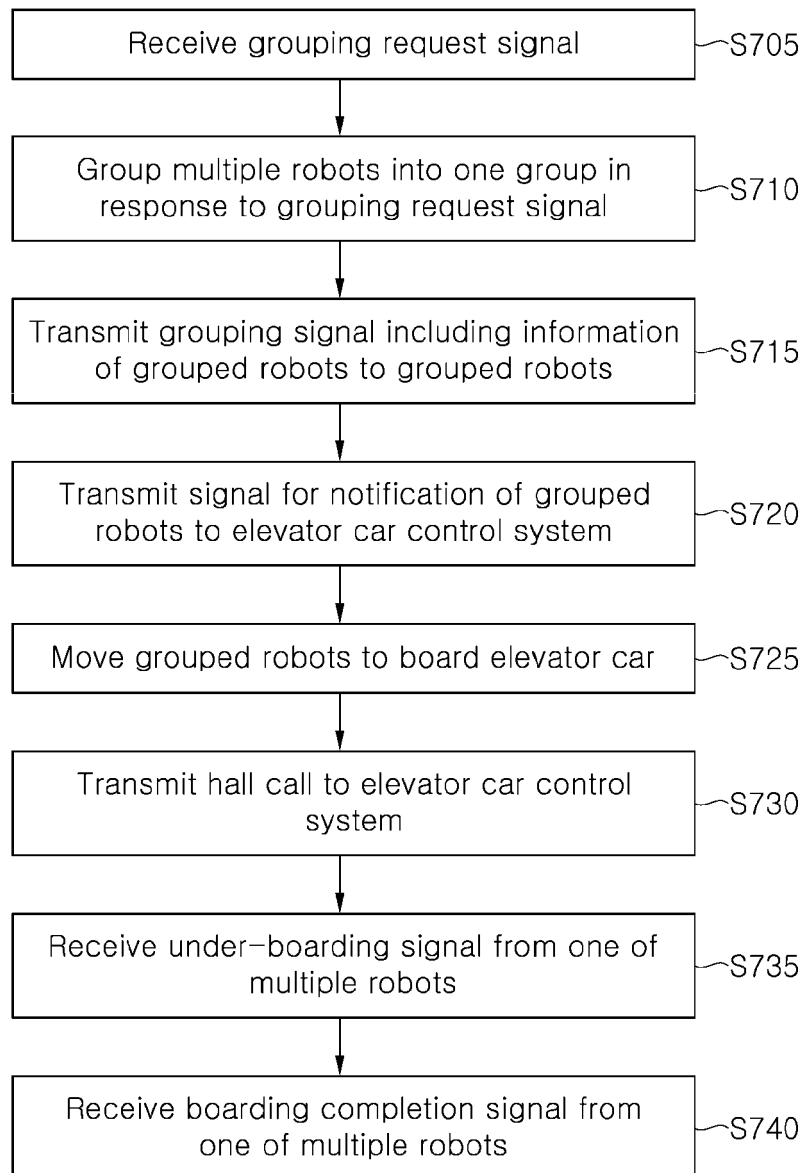 Receive grouping request signal
S705
Group multiple robots into one group in
response to grouping request signal
S710
Transmit grouping signal including information
of grouped robots to grouped robots
S715
Transmit signal for notification of grouped
robots to elevator car control system
S720
Move grouped robots to board elevator car
S725
Transmit hall call to elevator car control
system
S730
Receive under-boarding signal from one of
multiple robots
S735
Receive boarding completion signal from
one of multiple robots
S740